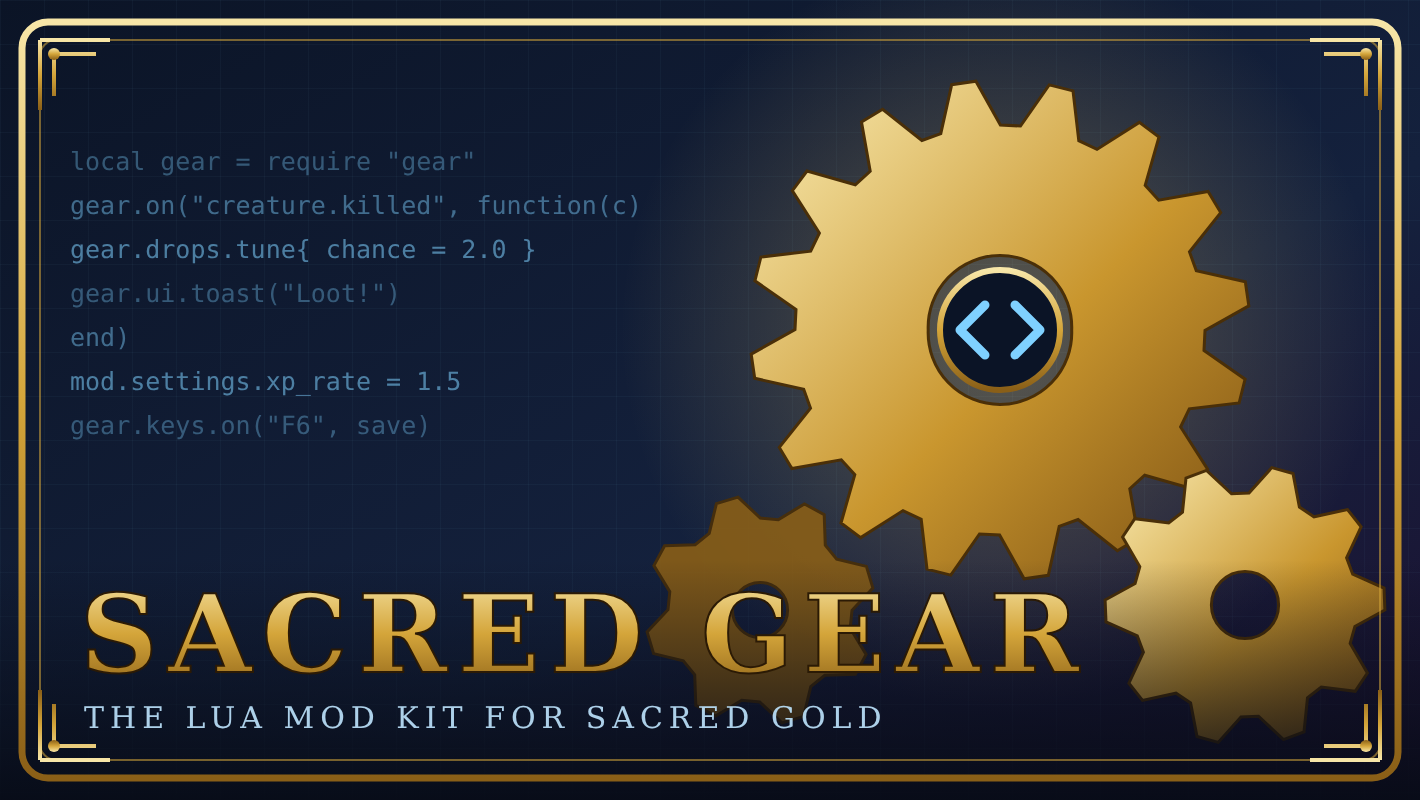 local gear = require "gear"
gear.on("creature.killed", function(c)
gear.drops.tune{ chance = 2.0 }
gear.ui.toast("Loot!")
end)
mod.settings.xp_rate = 1.5
gear.keys.on("F6", save)
<>
SACRED GEAR
THE LUA MOD KIT FOR SACRED GOLD